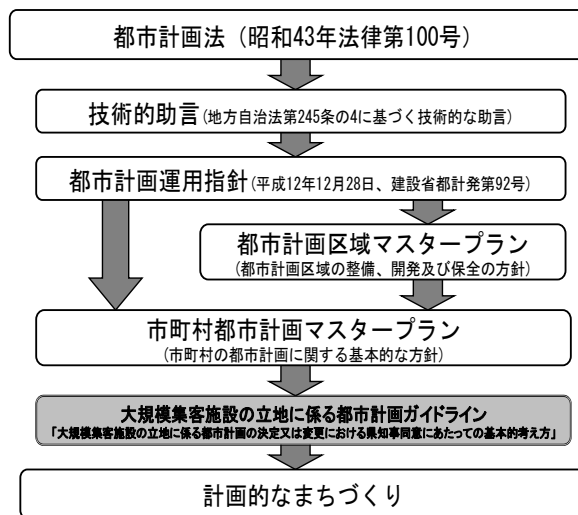 都市計画法（昭和43年法律第100号）
技術的助言(地方自治法第245条の4に基づく技術的な助言)
都市計画運用指針(平成12年12月28日、建設省都計発第92号)
都市計画区域マスタープラン
(都市計画区域の整備、開発及び保全の方針)
市町村都市計画マスタープラン
(市町村の都市計画に関する基本的な方針)
大規模集客施設の立地に係る都市計画ガイドライン
「大規模集客施設の立地に係る都市計画の決定又は変更における県知事同意にあたっての基本的考え方」
計画的なまちづくり